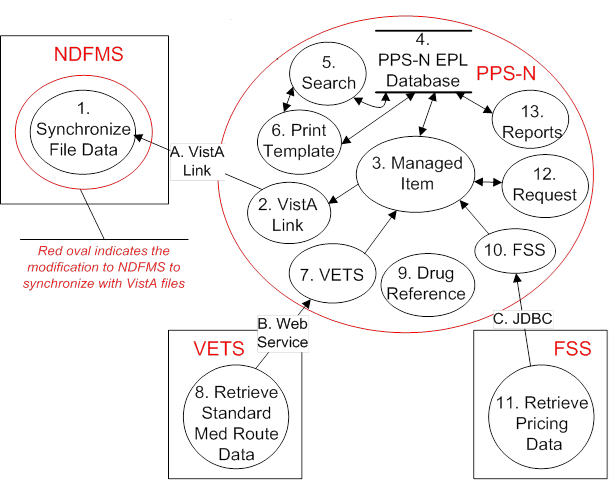 NDFMS
1.
Synchronize
File Data
A. VistA
Link
Red oval indicates the
modification to NDFMS to
synchronize with VistA files
PPS-N
4.
PPS-N EPL
Database
5.
Search
6. Print
Template
13.
Reports
3. Managed
Item
12.
Request
2. VistA
Link
10. FSS
7. VETS
9. Drug
Reference
B. Web
Service
C. JDBC
VETS
8. Retrieve
Standard
Med Route
Data
FSS
11. Retrieve
Pricing
Data